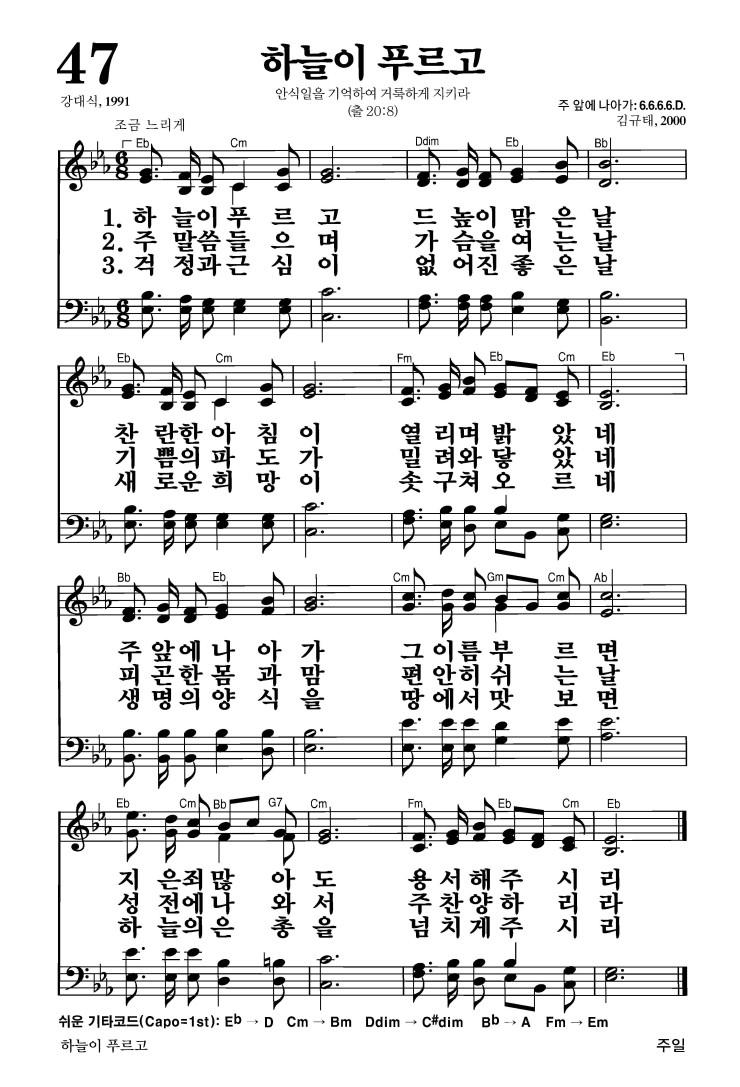 47
하늘이 푸르고
강대식, 1991
안식일을 기억하여 거룩하게 지키라
(출 20:8)
주 앞에 나아가: 6.6.6.6.D.
김규태, 2000
조금 느리게
Eb Cm Ddim Eb Bb
1. 하 늘이 푸 르 고 드 높이 맑 은 날
2. 주 말씀 들 으 며 가 슴을 여 는 날
3. 걱 정과 근 심 이 없 어진 좋 은 날
Eb Cm Fm Eb Cm Eb
찬 란한 아 침 이 열 리며 밝 았 네
기 쁨의 파 도 가 밀 려와 닿 았 네
새 로운 희 망 이 솟 구쳐 오 르 네
Bb Eb Cm Gm Cm Ab
주 앞에 나 아 가 그 이름 부 르 면
피 곤한 몸 과 맘 편 안히 쉬 는 날
생 명의 양 식 을 땅 에서 맛 보 면
Eb Cm Bb G7 Cm Fm Eb Cm Eb
지 은죄 많 아 도 용 서해 주 시 리
성 전에 나 와 서 주 찬양 하 리 라
하 늘의 은 총 을 넘 치게 주 시 리
쉬운 기타코드(Capo=1st): Eb → D Cm → Bm Ddim → C#dim Bb → A Fm → Em
하늘이 푸르고
주일